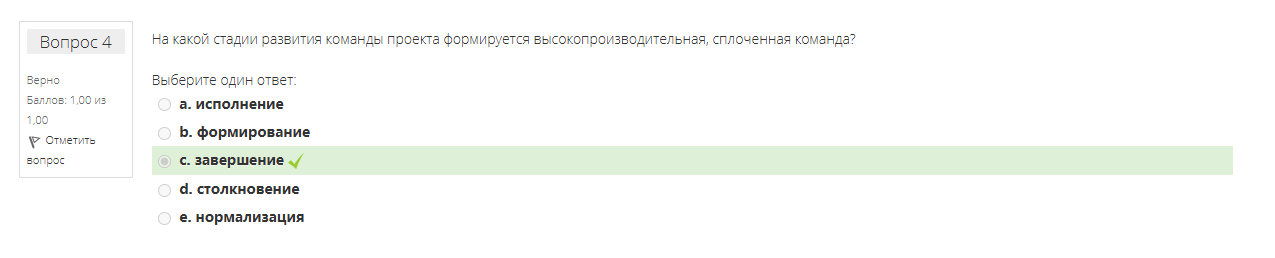 Вопрос 4
Верно
Баллов: 1,00 из
1,00
Отметить
вопрос
На какой стадии развития команды проекта формируется высокопроизводительная, сплоченная команда?
Выберите один ответ:
a. исполнение
b. формирование
c. завершение
d. столкновение
e. нормализация